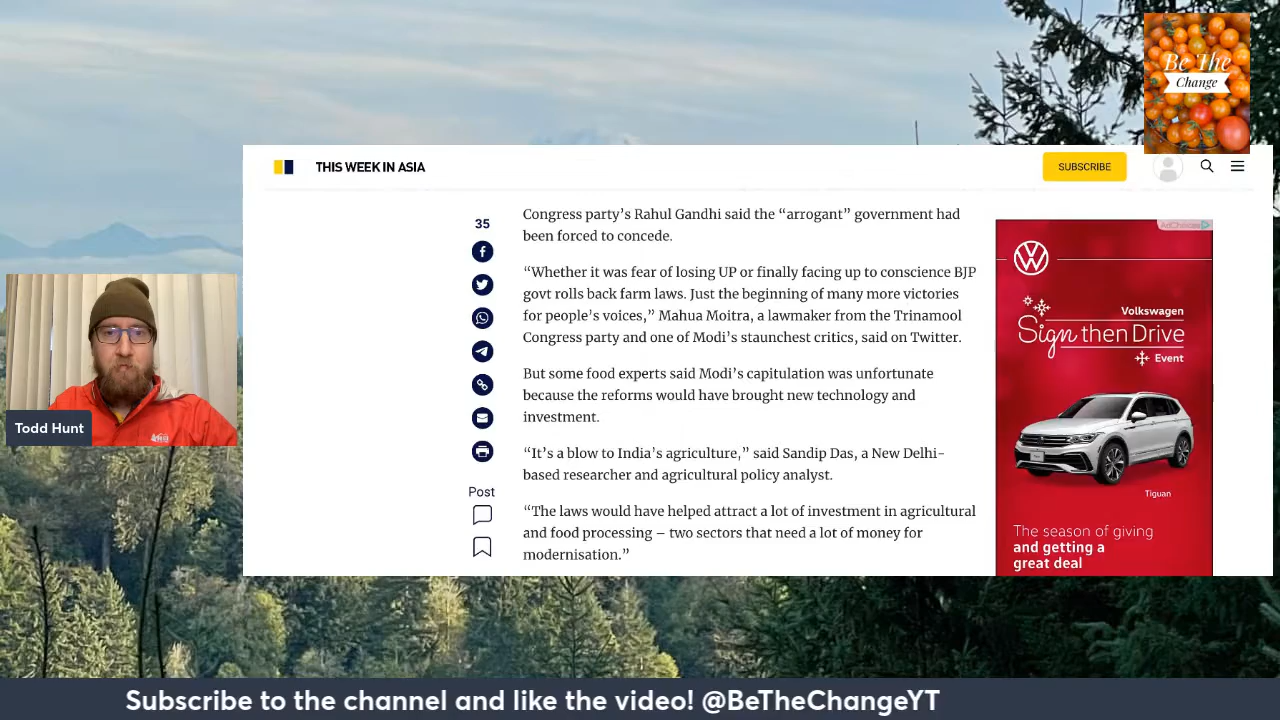 Be The
Change
THIS WEEK IN ASIA
SUBSCRIBE
35
Congress party’s Rahul Gandhi said the “arrogant” government had
been forced to concede.
“Whether it was fear of losing UP or finally facing up to conscience BJP
govt rolls back farm laws. Just the beginning of many more victories
for people’s voices,” Mahua Moitra, a lawmaker from the Trinamool
Congress party and one of Modi’s staunchest critics, said on Twitter.
But some food experts said Modi’s capitulation was unfortunate
because the reforms would have brought new technology and
investment.
“It’s a blow to India’s agriculture,” said Sandip Das, a New Delhi-
based researcher and agricultural policy analyst.
“The laws would have helped attract a lot of investment in agricultural
and food processing – two sectors that need a lot of money for
modernisation.”
Post
AdChoices
Volkswagen
Sign then Drive
Event
Tiguan
The season of giving
and getting a
great deal
Todd Hunt
Subscribe to the channel and like the video! @BeTheChangeYT